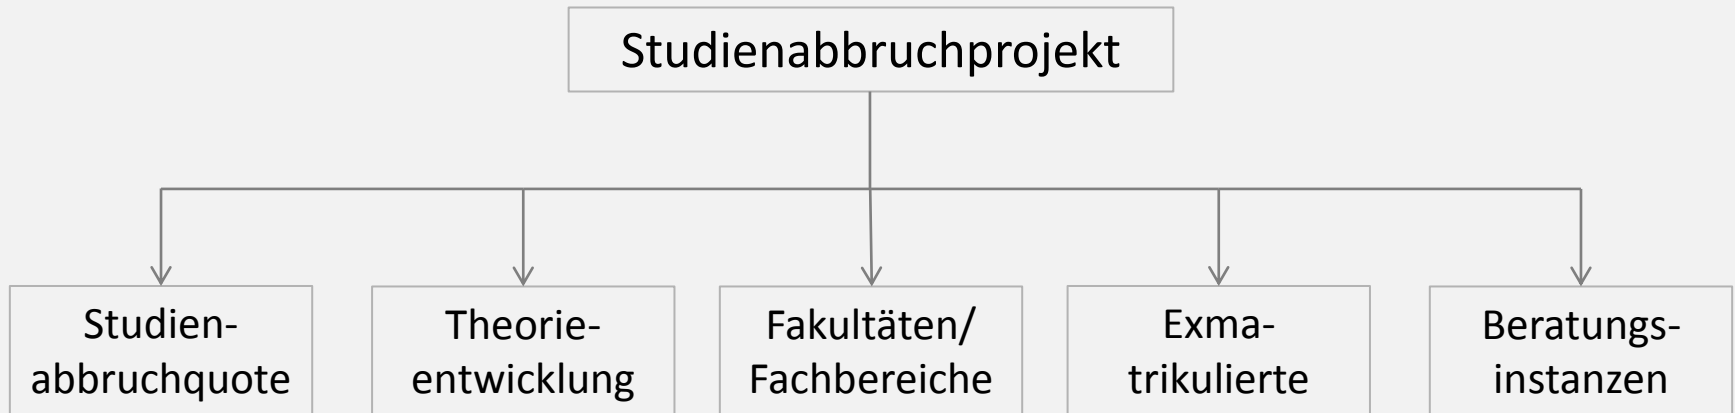 Studienabbruchprojekt
Studien-
abbruchquote
Theorie-
entwicklung
Fakultäten/
Fachbereiche
Exma-
trikulierte
Beratungs-
instanzen